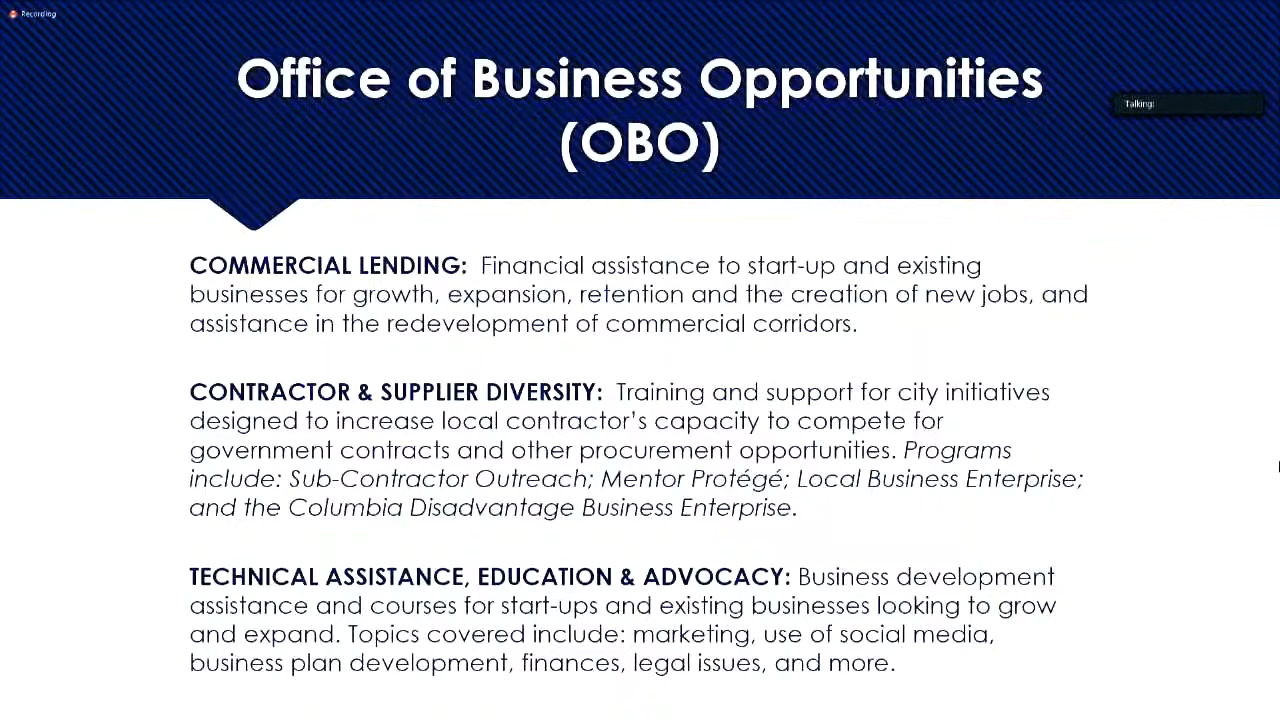 Recording
Office of Business Opportunities
(OBO)
Talking:
COMMERCIAL LENDING: Financial assistance to start-up and existing
businesses for growth, expansion, retention and the creation of new jobs, and
assistance in the redevelopment of commercial corridors.
CONTRACTOR & SUPPLIER DIVERSITY: Training and support for city initiatives
designed to increase local contractor’s capacity to compete for
government contracts and other procurement opportunities. Programs
include: Sub-Contractor Outreach; Mentor Protégé; Local Business Enterprise;
and the Columbia Disadvantage Business Enterprise.
TECHNICAL ASSISTANCE, EDUCATION & ADVOCACY: Business development
assistance and courses for start-ups and existing businesses looking to grow
and expand. Topics covered include: marketing, use of social media,
business plan development, finances, legal issues, and more.